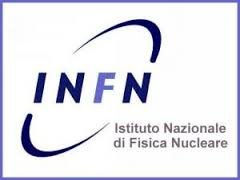 INFN
Istituto Nazionale
di Fisica Nucleare